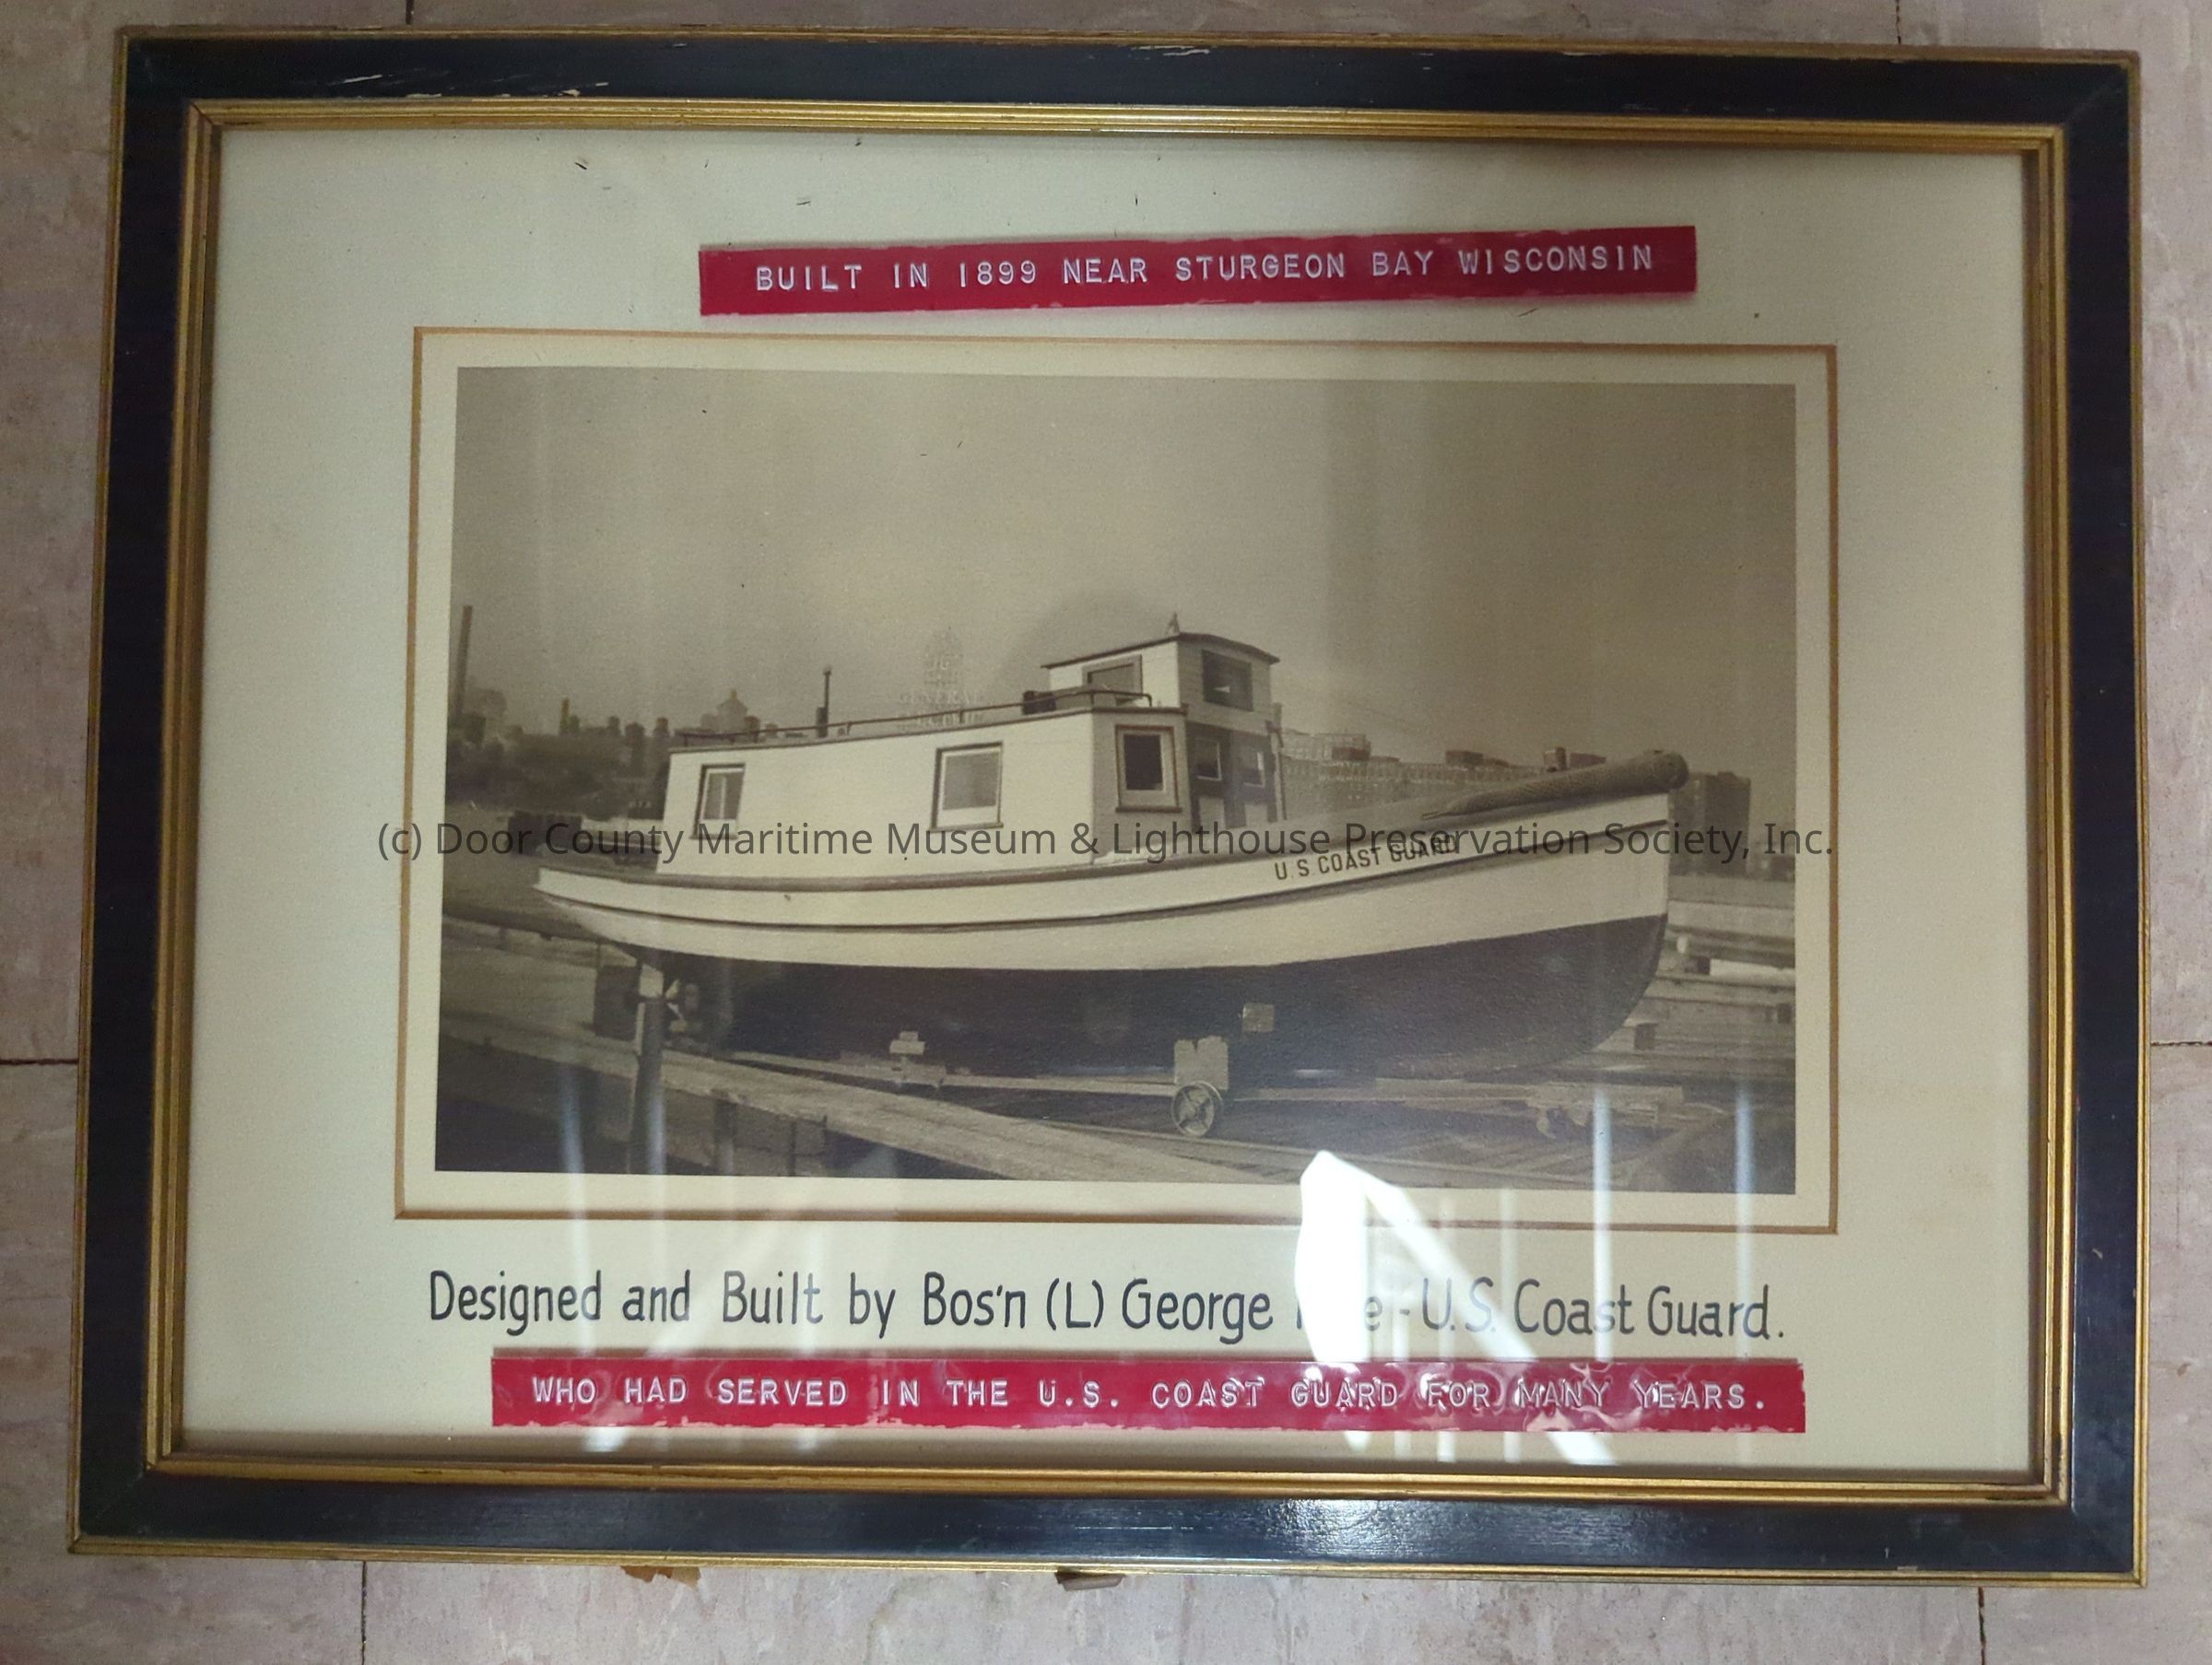 BUILT IN 1899 NEAR STURGEON BAY WISCONSIN
U.S COAST GUARD
(c) Door County Maritime Museum & Lighthouse Preservation Society, Inc.
Designed and Built by Bos'n (L) George - U.S. Coast Guard.
WHO HAD SERVED IN THE U.S. COAST GUARD FOR MANY YEARS.